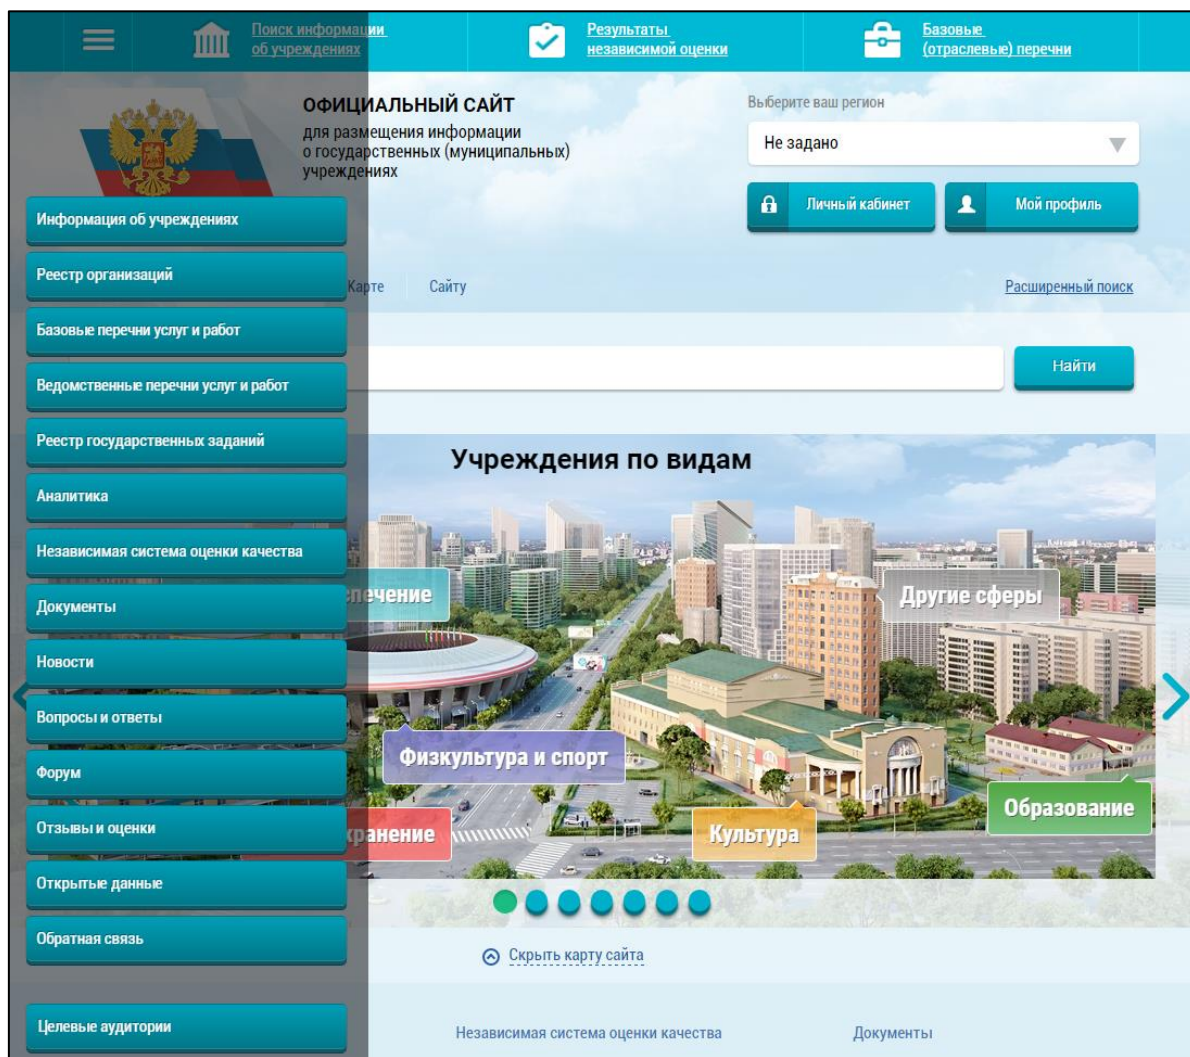 Поиск информации
об учреждениях
Результаты
независимой оценки
Базовые
(отраслевые) перечни
ОФИЦИАЛЬНЫЙ САЙТ
для размещения информации
о государственных (муниципальных)
учреждениях
Выберите ваш регион
Не задано
Личный кабинет
Мой профиль
Информация об учреждениях
Реестр организаций
Карте
Сайту
Расширенный поиск
Базовые перечни услуг и работ
Ведомственные перечни услуг и работ
Найти
Реестр государственных заданий
Учреждения по видам
Аналитика
Независимая система оценки качества
Документы
печение
Другие сферы
Новости
Вопросы и ответы
Форум
Физкультура и спорт
Отзывы и оценки
ранение
Культура
Образование
Открытые данные
Обратная связь
Скрыть карту сайта
Целевые аудитории
Независимая система оценки качества
Документы